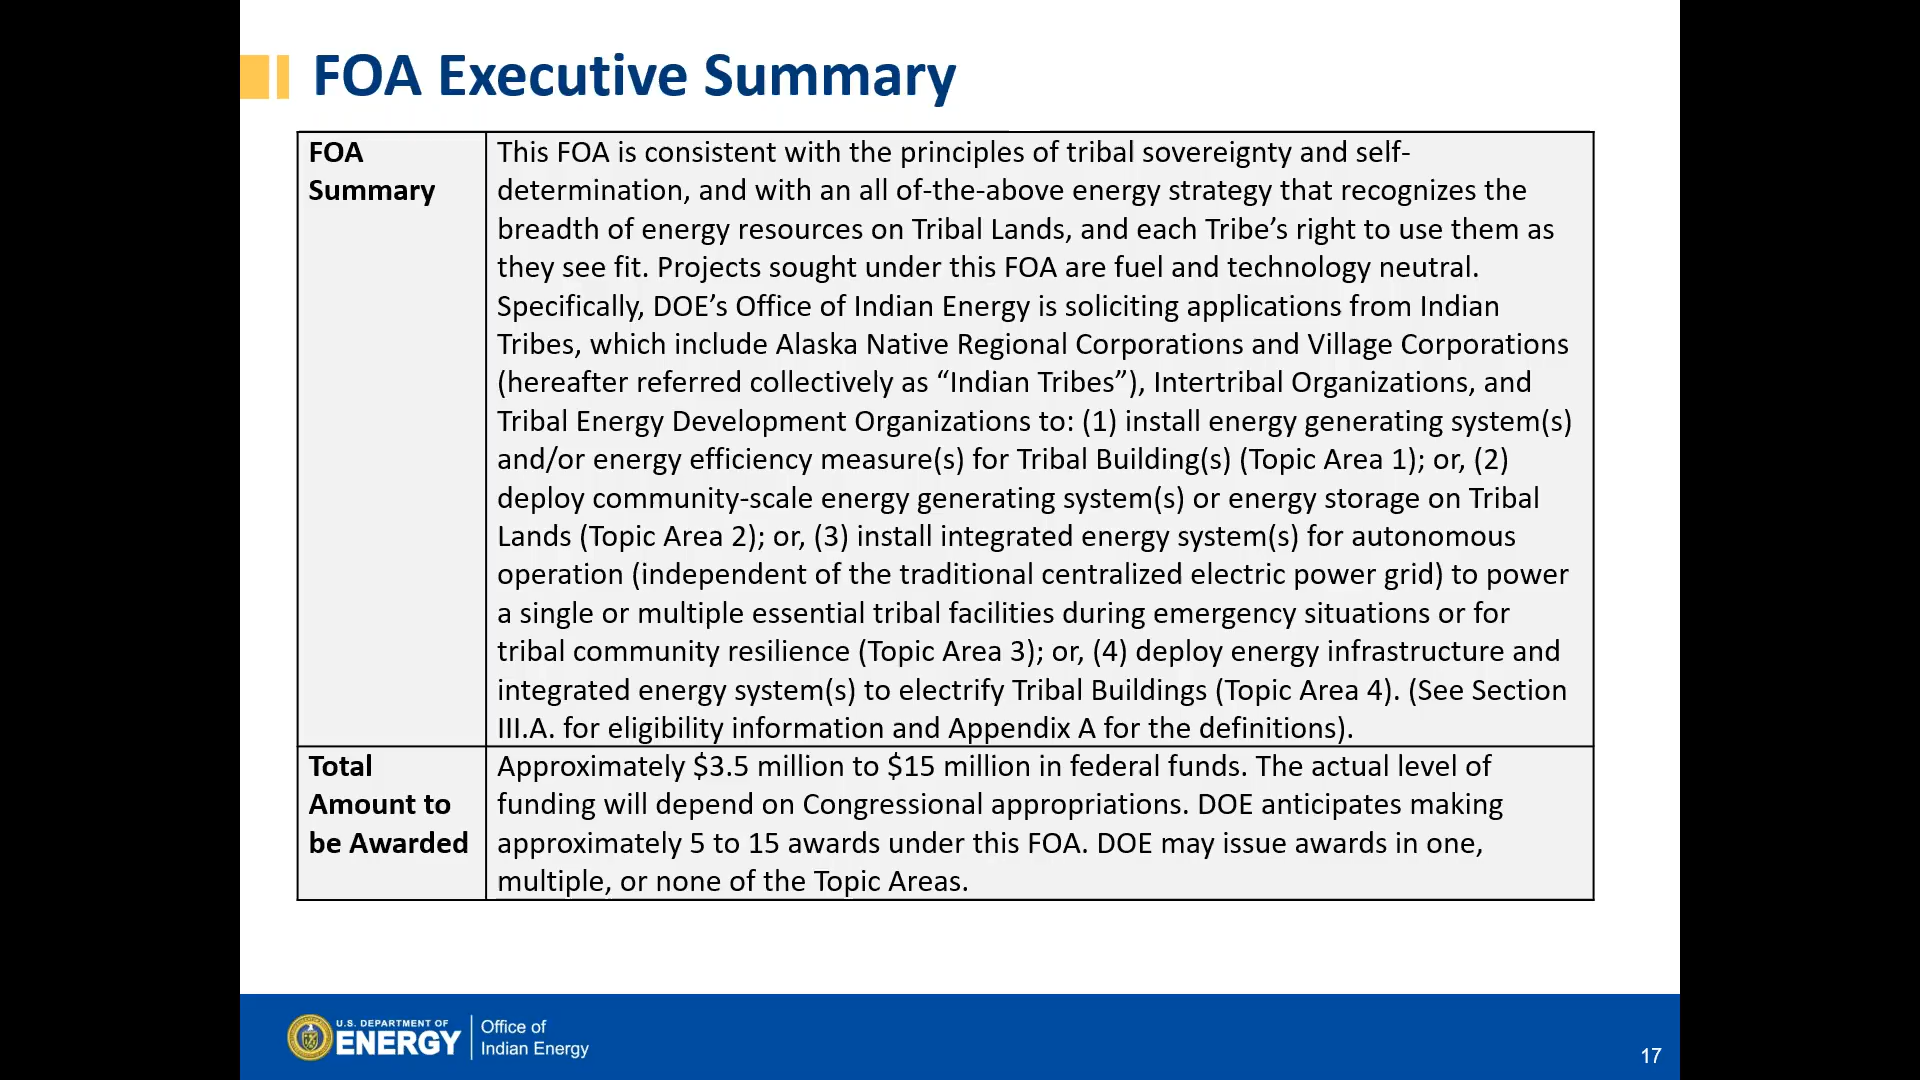 FOA Executive Summary
FOA
Summary
This FOA is consistent with the principles of tribal sovereignty and self-
determination, and with an all of-the-above energy strategy that recognizes the
breadth of energy resources on Tribal Lands, and each Tribe’s right to use them as
they see fit. Projects sought under this FOA are fuel and technology neutral.
Specifically, DOE’s Office of Indian Energy is soliciting applications from Indian
Tribes, which include Alaska Native Regional Corporations and Village Corporations
(hereafter referred collectively as “Indian Tribes”), Intertribal Organizations, and
Tribal Energy Development Organizations to: (1) install energy generating system(s)
and/or energy efficiency measure(s) for Tribal Building(s) (Topic Area 1); or, (2)
deploy community-scale energy generating system(s) or energy storage on Tribal
Lands (Topic Area 2); or, (3) install integrated energy system(s) for autonomous
operation (independent of the traditional centralized electric power grid) to power
a single or multiple essential tribal facilities during emergency situations or for
tribal community resilience (Topic Area 3); or, (4) deploy energy infrastructure and
integrated energy system(s) to electrify Tribal Buildings (Topic Area 4). (See Section
III.A. for eligibility information and Appendix A for the definitions).
Total
Amount to
be Awarded
Approximately $3.5 million to $15 million in federal funds. The actual level of
funding will depend on Congressional appropriations. DOE anticipates making
approximately 5 to 15 awards under this FOA. DOE may issue awards in one,
multiple, or none of the Topic Areas.
U.S. DEPARTMENT OF
ENERGY
Office of
Indian Energy
17